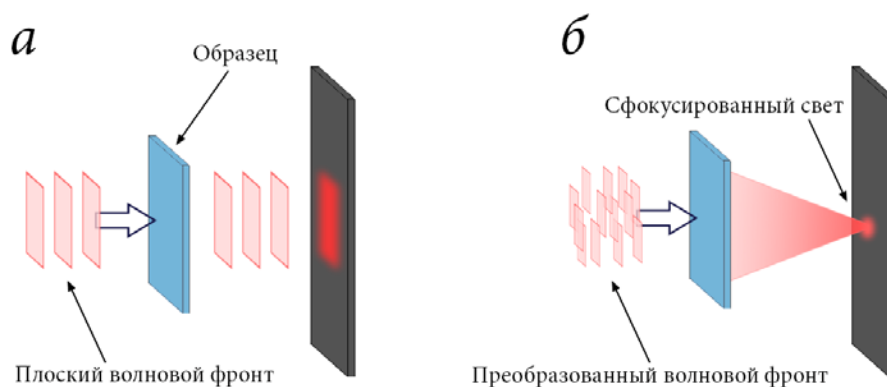 а
Образец
Плоский волновой фронт
б
Сфокусированный свет
Преобразованный волновой фронт